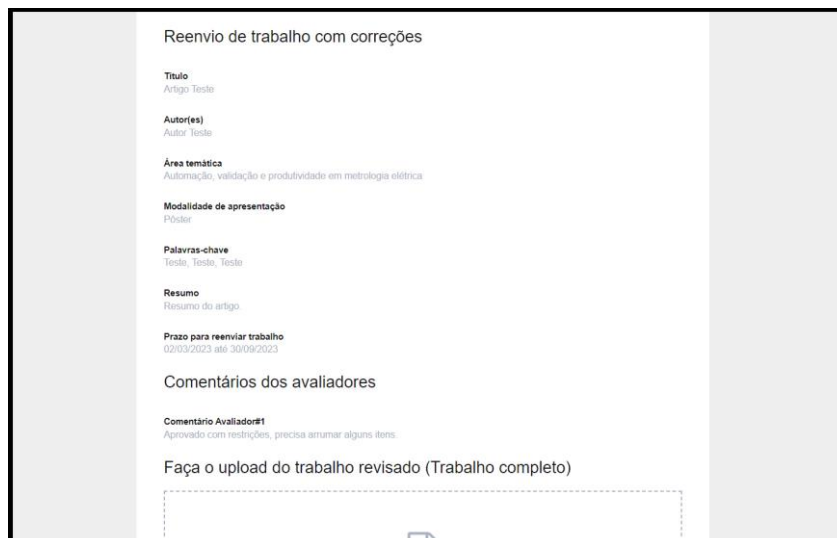 Reenvio de trabalho com correções
Título
Artigo Teste
Autor(es)
Autor Teste
Área temática
Automação, validação e produtividade em metrologia elétrica
Modalidade de apresentação
Pôster
Palavras-chave
Teste, Teste, Teste
Resumo
Resumo do artigo.
Prazo para reenviar trabalho
02/03/2023 até 30/09/2023
Comentários dos avaliadores
Comentário Avaliador#1
Aprovado com restrições, precisa arrumar alguns itens.
Faça o upload do trabalho revisado (Trabalho completo)